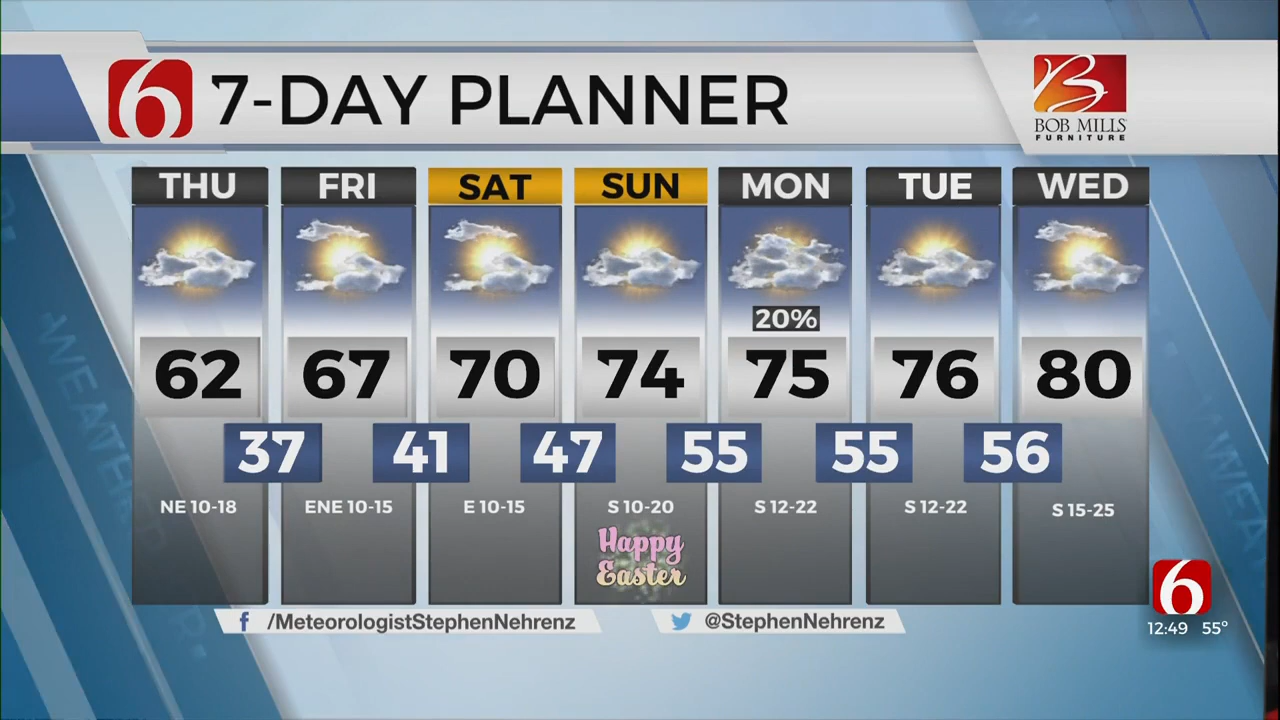 6 7-DAY PLANNER
BOB MILLS
FURNITURE
THU FRI SAT SUN MON TUE WED
20%
62 67 70 74 75 76 80
37 41 47 55 55 56
NE 10-18 ENE 10-15 E 10-15 S 10-20 S 12-22 S 12-22 S 15-25
Happy
Easter
/MeteorologistStephenNehrenz @StephenNehrenz
6
12:49 55°